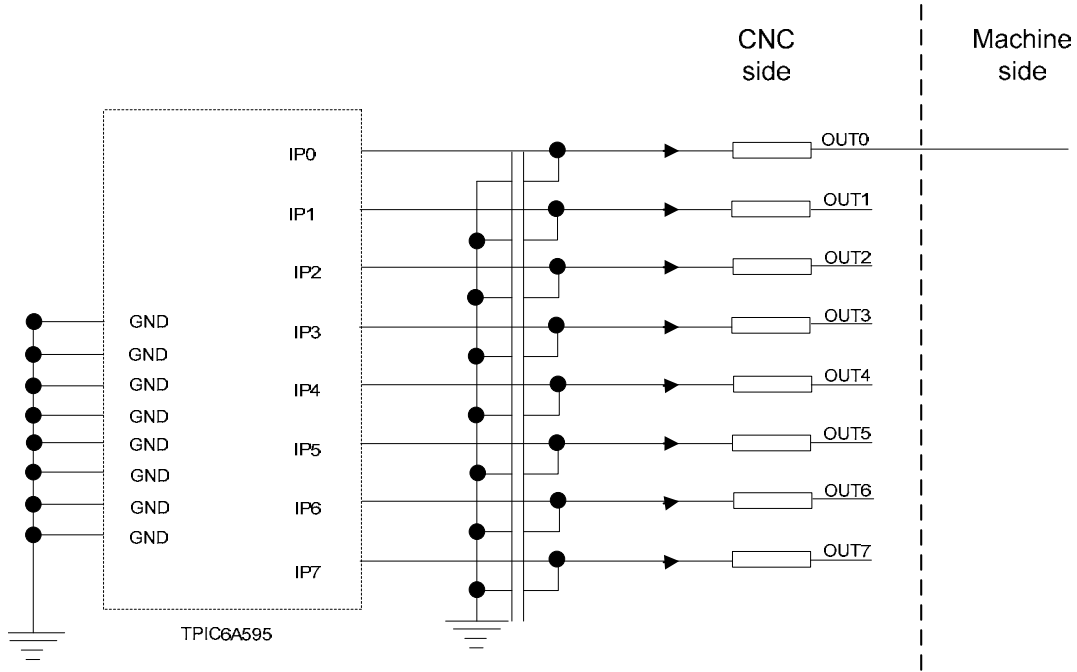 CNC
side
Machine
side
IP0
OUT0
IP1
OUT1
IP2
OUT2
GND
IP3
OUT3
GND
GND
IP4
OUT4
GND
GND
IP5
OUT5
GND
GND
IP6
OUT6
GND
IP7
OUT7
TPIC6A595